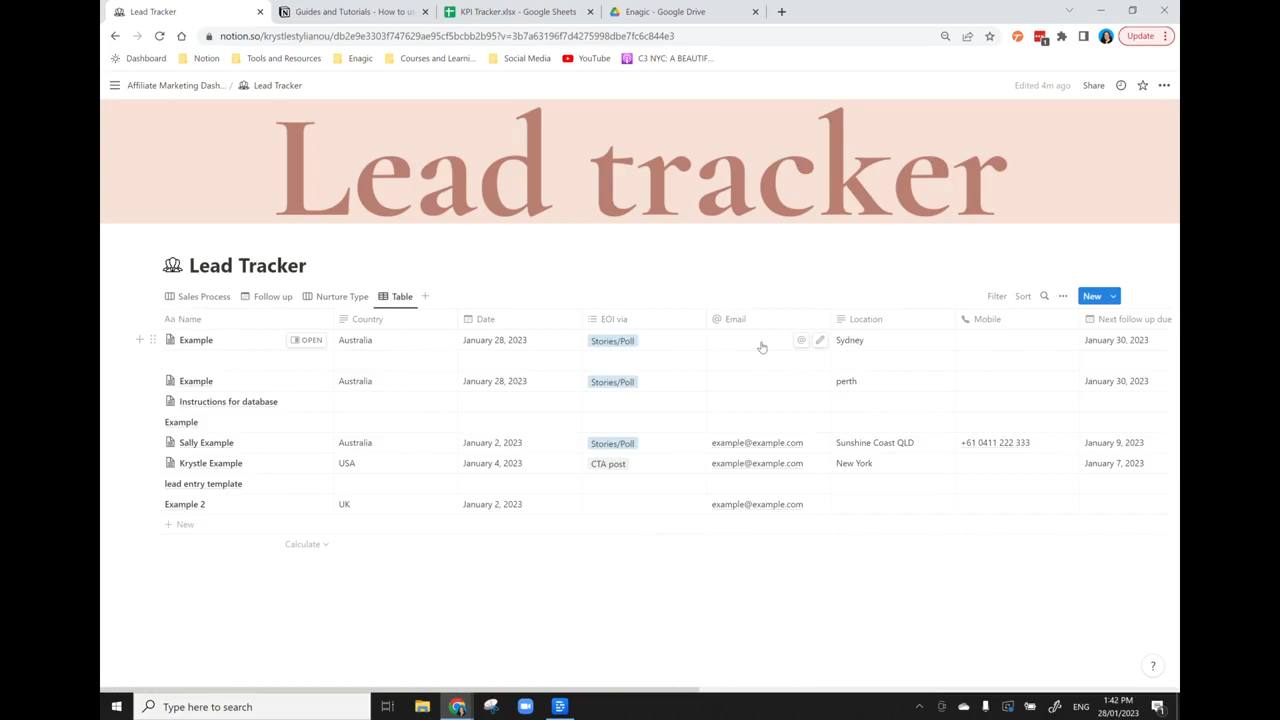 Lead Tracker
Guides and Tutorials - How to us
KPI Tracker.xlsx - Google Sheets
Enagic - Google Drive
notion.so/krystlestylianou/db2e9e3303f747629ae95cf5bcbb2b95?v=3b7a63196f7d4275998dbe7fc6c844e3
Update
Dashboard
Notion
Tools and Resources
Enagic
Courses and Learni...
Social Media
YouTube
C3 NYC: A BEAUTIF...
Affiliate Marketing Dash... / Lead Tracker
Edited 4m ago
Share
Lead tracker
Lead Tracker
Sales Process Follow up Nurture Type Table
Filter Sort New
Aa Name Country Date EOI via Email Location Mobile Next follow up due
Example OPEN Australia January 28, 2023 Stories/Poll Sydney January 30, 2023
Example Australia January 28, 2023 Stories/Poll perth January 30, 2023
Instructions for database
Example
Sally Example Australia January 2, 2023 Stories/Poll example@example.com Sunshine Coast QLD +61 0411 222 333 January 9, 2023
Krystle Example USA January 4, 2023 CTA post example@example.com New York January 7, 2023
lead entry template
Example 2 UK January 2, 2023 example@example.com
+ New
Calculate
?
Type here to search
ENG
1:42 PM
28/01/2023